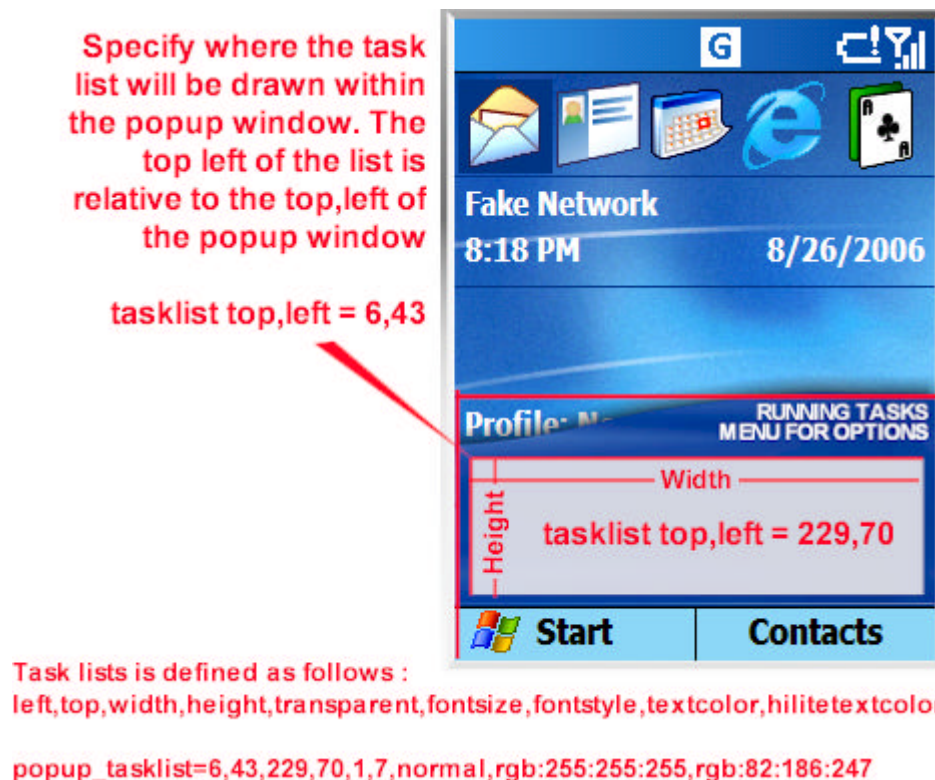 Specify where the task
list will be drawn within
the popup window. The
top left of the list is
relative to the top,left of
the popup window
tasklist top,left = 6,43
G
A
A
Fake Network
8:18 PM 8/26/2006
RUNNING TASKS
MENU FOR OPTIONS
Profile:
Width
Height
tasklist top,left = 229,70
Start Contacts
Task lists is defined as follows :
left,top,width,height,transparent,fontsize,fontstyle,textcolor,hilitetextcolo
popup_tasklist=6,43,229,70,1,7,normal,rgb:255:255:255,rgb:82:186:247